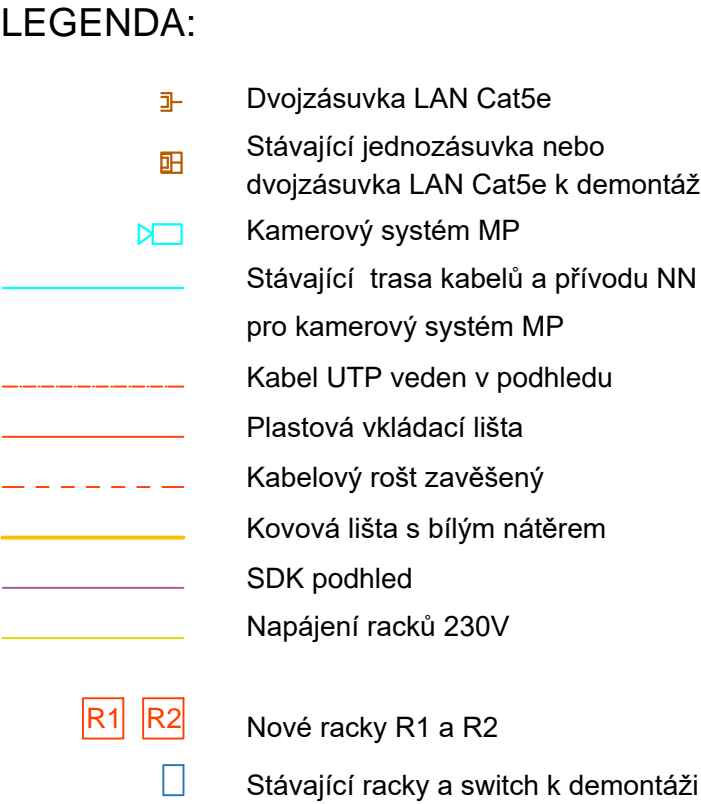 LEGENDA:
Dvojzásuvka LAN Cat5e
Stávající jednozásuvka nebo
dvojzásuvka LAN Cat5e k demontáž
Kamerový systém MP
Stávající trasa kabelů a přívodu NN
pro kamerový systém MP
Kabel UTP veden v podhledu
Plastová vkládací lišta
Kabelový rošt zavěšený
Kovová lišta s bílým nátěrem
SDK podhled
Napájení racků 230V
R1 R2 Nové racky R1 a R2
Stávající racky a switch k demontáži